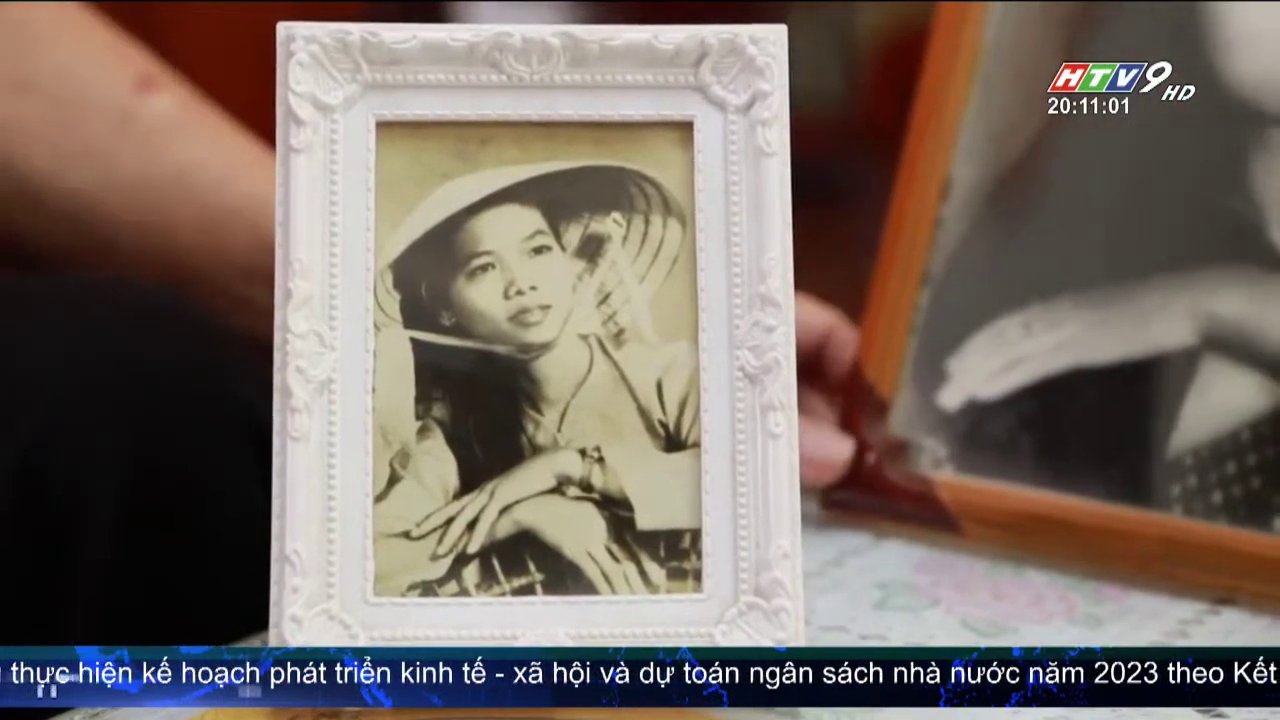 HTV9 HD
20:11:01
thực hiện kế hoạch phát triển kinh tế - xã hội và dự toán ngân sách nhà nước năm 2023 theo Kết